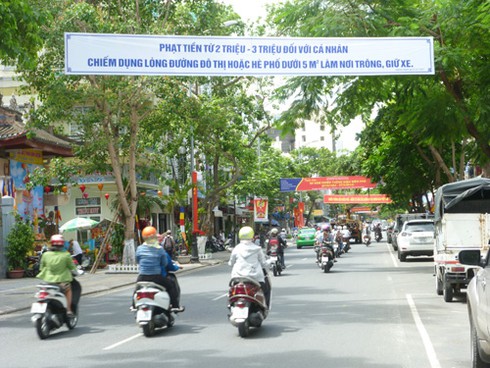 PHẠT TIỀN TỪ 2 TRIỆU - 3 TRIỆU ĐỐI VỚI CÁ NHÂN
CHIẾM DỤNG LÒNG ĐƯỜNG ĐÔ THỊ HOẶC HÈ PHỐ DƯỚI 5 M² LÀM NƠI TRÔNG, GIỮ XE.